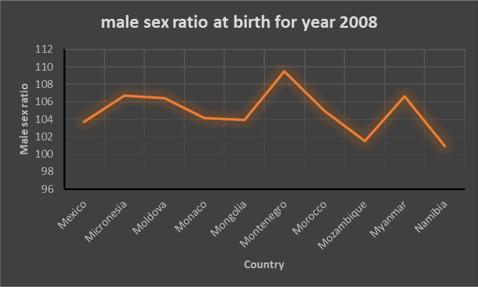 male sex ratio at birth for year 2008
Male sex ratio
112
110
108
106
104
102
100
98
96
Mexico
Micronesia
Moldova
Monaco
Mongolia
Montenegro
Morocco
Mozambique
Myanmar
Namibia
Country